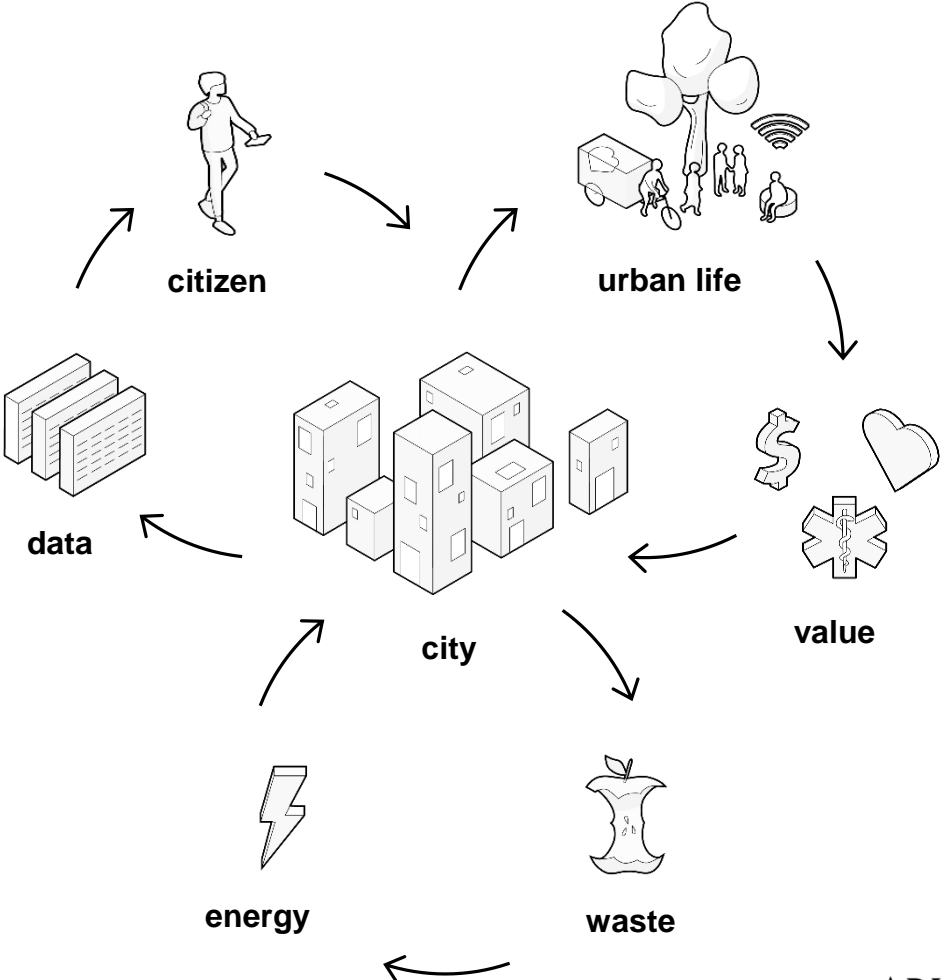 citizen
urban life
data
value
city
energy
waste